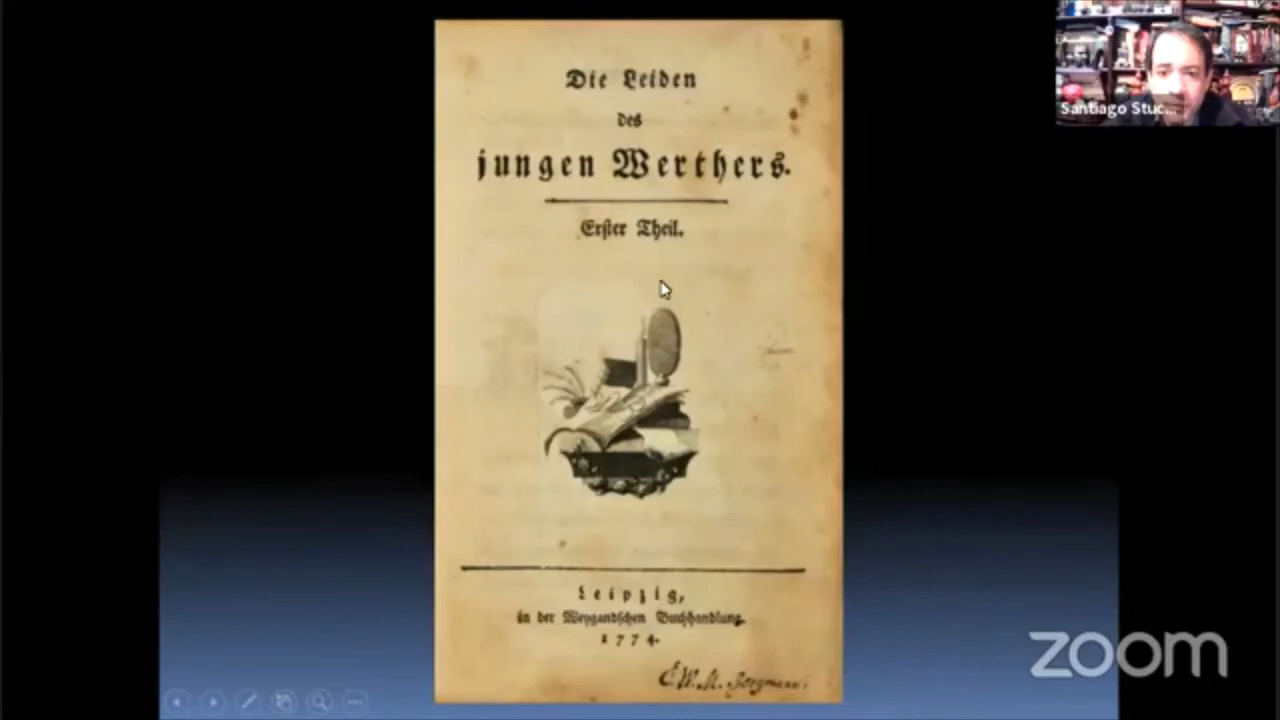 Die Leiden
des
jungen Werthers.
Erster Theil.
Leipzig,
in der Weygandschen Buchhandlung.
1774.
Santiago Stuc...
zoom